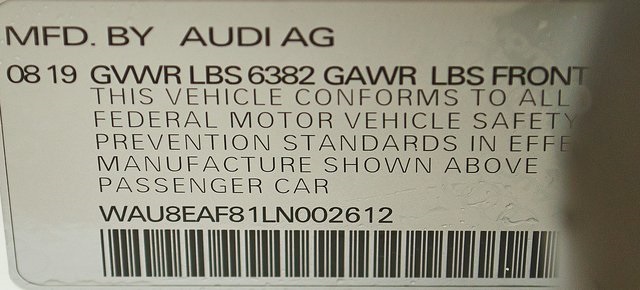 MFD. BY AUDI AG
08 19 GVWR LBS 6382 GAWR LBS FRONT
THIS VEHICLE CONFORMS TO ALL
FEDERAL MOTOR VEHICLE SAFETY
PREVENTION STANDARDS IN EFFE
MANUFACTURE SHOWN ABOVE
PASSENGER CAR
WAU8EAF81LN002612